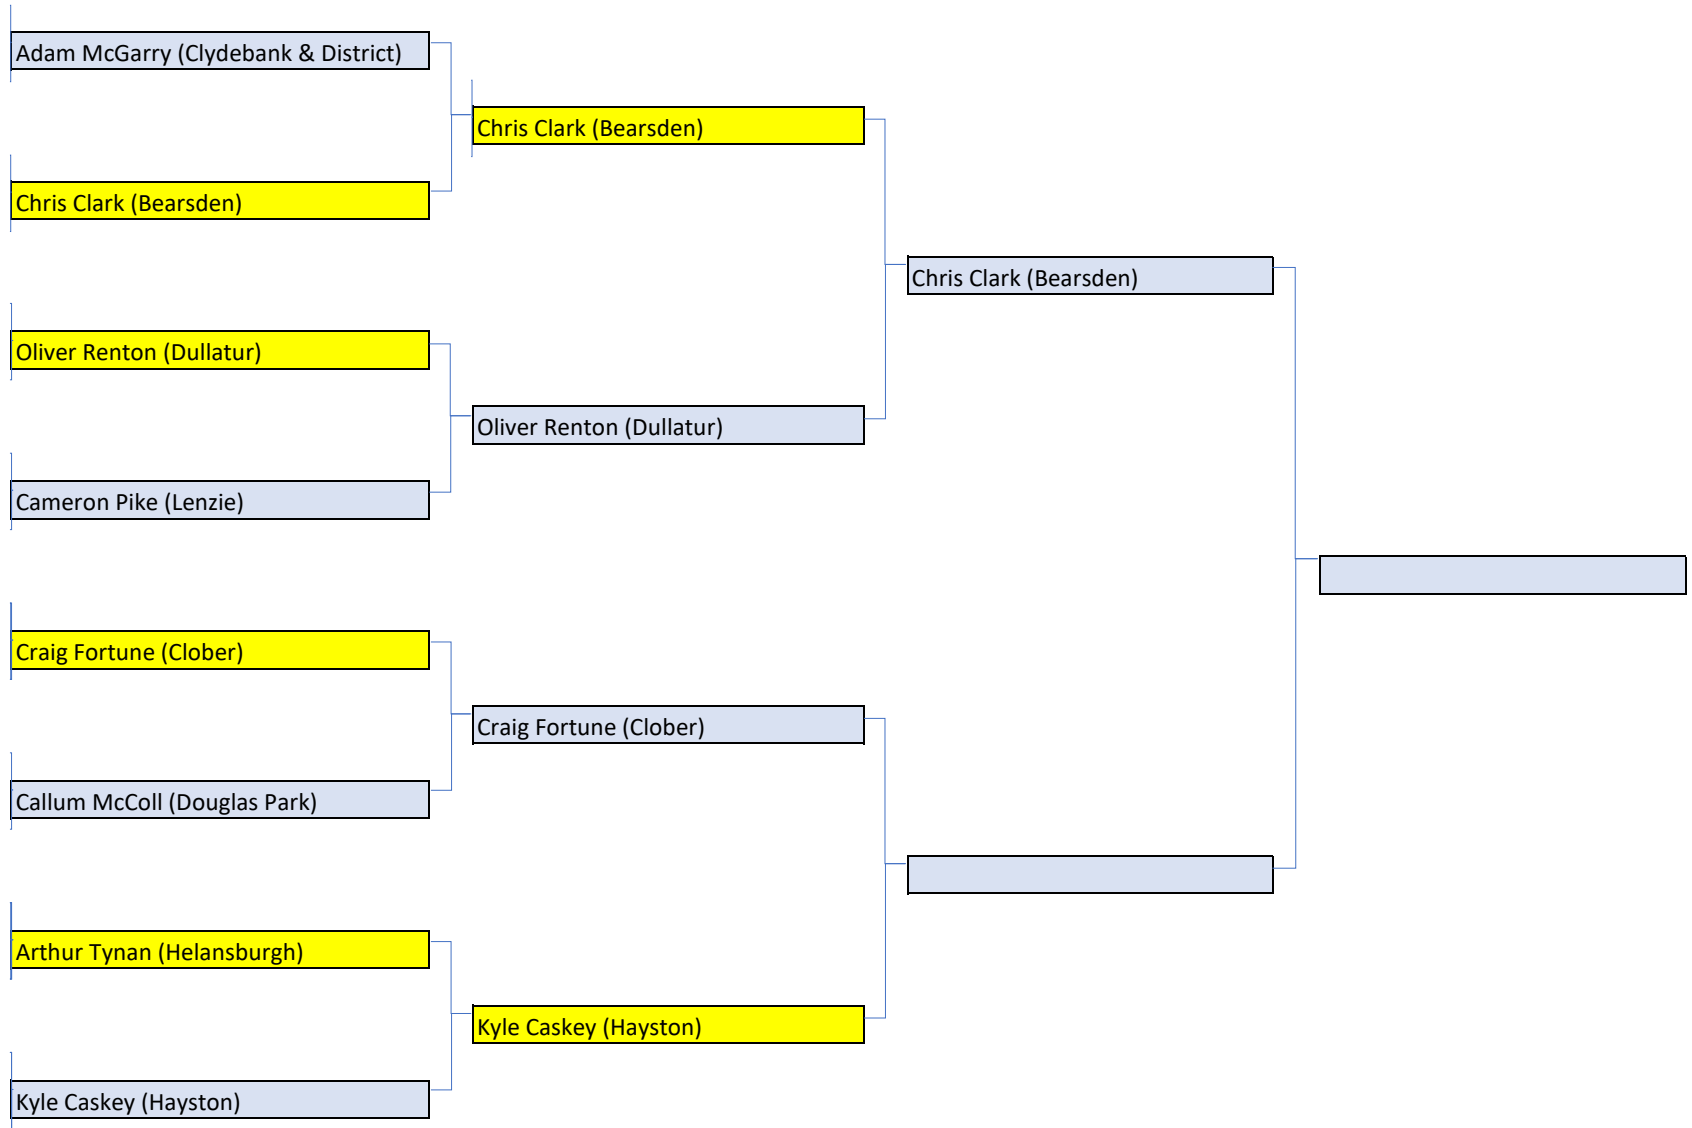 Adam McGarry (Clydebank & District)
Chris Clark (Bearsden)
Chris Clark (Bearsden)
Chris Clark (Bearsden)
Oliver Renton (Dullatur)
Oliver Renton (Dullatur)
Cameron Pike (Lenzie)
Craig Fortune (Clober)
Craig Fortune (Clober)
Callum McColl (Douglas Park)
Arthur Tynan (Helansburgh)
Kyle Caskey (Hayston)
Kyle Caskey (Hayston)